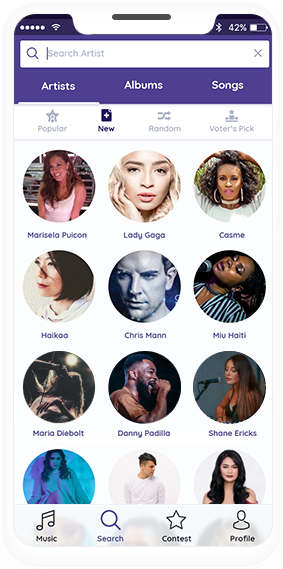 42%
Search Artist
Artists Albums Songs
Popular New Random Voter's Pick
Marisela Puicon Lady Gaga Casme
Haikaa Chris Mann Miu Haiti
Maria Diebolt Danny Padilla Shane Ericks
Music Search Contest Profile